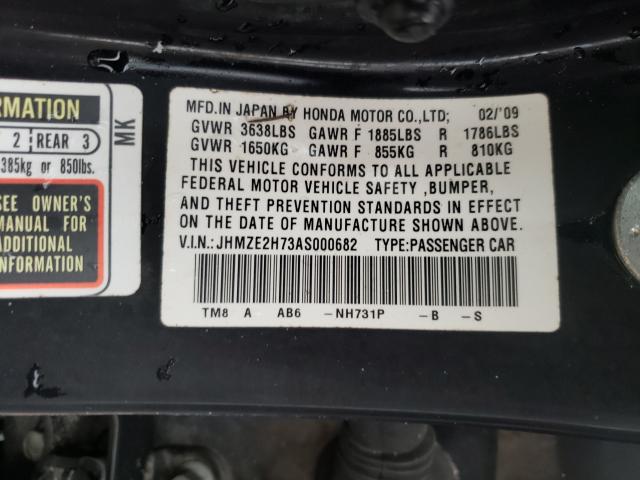 RMATION
2 REAR 3
385kg or 850lbs.
SEE OWNER'S
MANUAL FOR
ADDITIONAL
INFORMATION
MK
MFD.IN JAPAN BY HONDA MOTOR CO.,LTD; 02/'09
GVWR 3638LBS GAWR F 1885LBS R 1786LBS
GVWR 1650KG GAWR F 855KG R 810KG
THIS VEHICLE CONFORMS TO ALL APPLICABLE
FEDERAL MOTOR VEHICLE SAFETY ,BUMPER,
AND THEFT PREVENTION STANDARDS IN EFFECT
ON THE DATE OF MANUFACTURE SHOWN ABOVE.
V.I.N.: JHMZE2H73AS000682 TYPE:PASSENGER CAR
TM8 A AB6 -NH731P -B -S